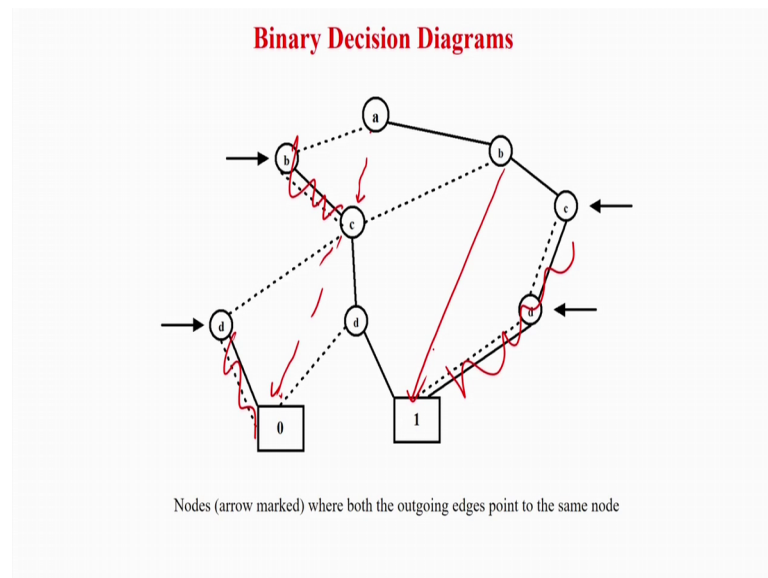 Binary Decision Diagrams
a
b
b
c
c
d
d
d
0
1
Nodes (arrow marked) where both the outgoing edges point to the same node